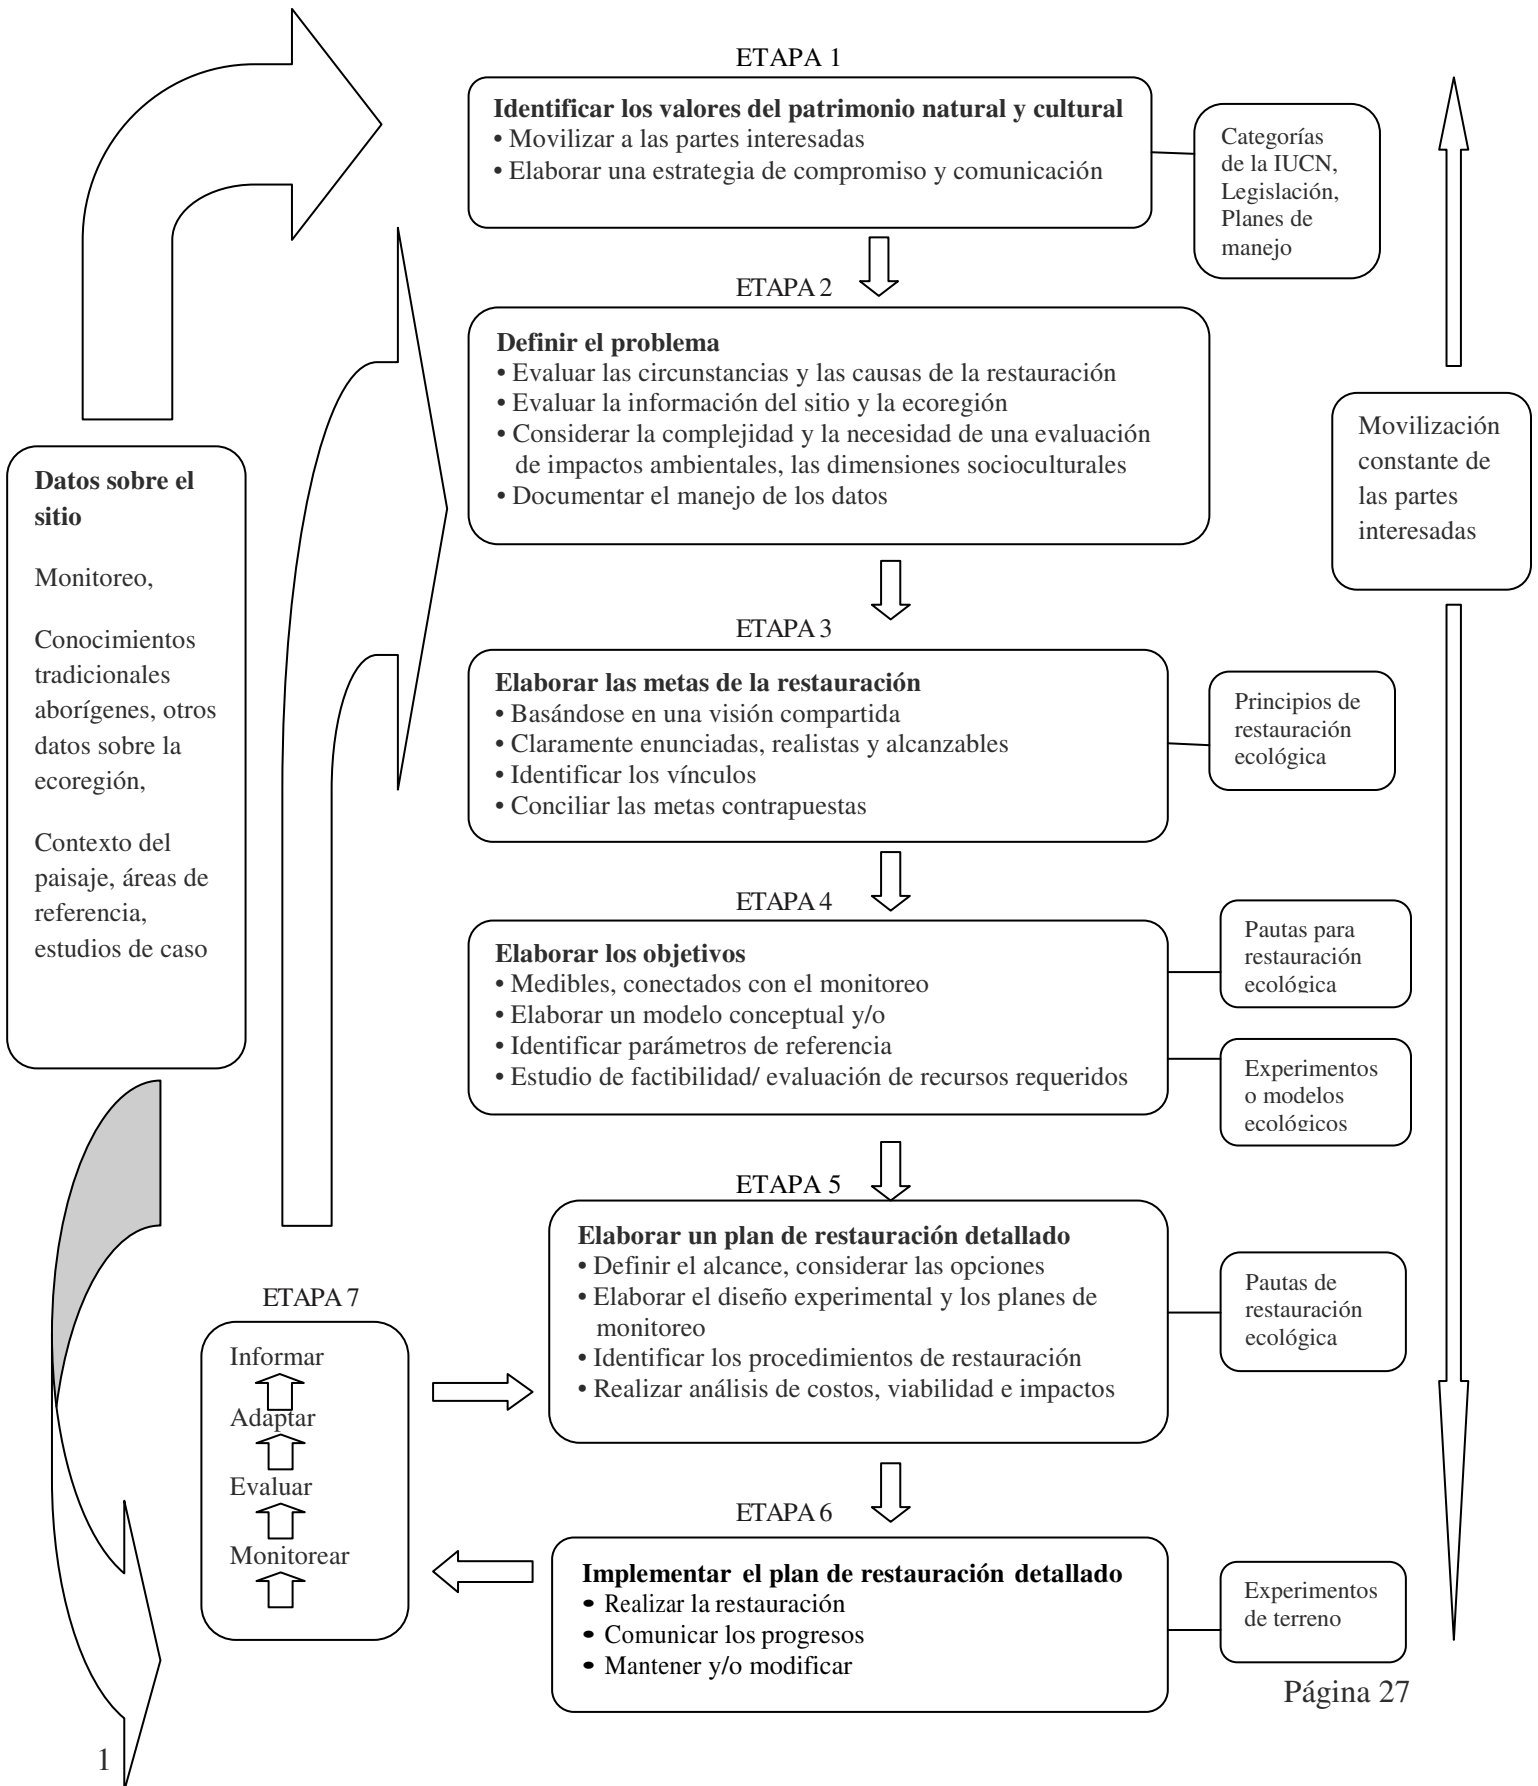 ETAPA 1
Identificar los valores del patrimonio natural y cultural
• Movilizar a las partes interesadas
• Elaborar una estrategia de compromiso y comunicación
Categorías
de la IUCN,
Legislación,
Planes de
manejo
ETAPA 2
Definir el problema
• Evaluar las circunstancias y las causas de la restauración
• Evaluar la información del sitio y la ecoregión
• Considerar la complejidad y la necesidad de una evaluación
de impactos ambientales, las dimensiones socioculturales
• Documentar el manejo de los datos
Movilización
constante de
las partes
interesadas
Datos sobre el
sitio
Monitoreo,
Conocimientos
tradicionales
aborígenes, otros
datos sobre la
ecoregión,
Contexto del
paisaje, áreas de
referencia,
estudios de caso
ETAPA 3
Elaborar las metas de la restauración
• Basándose en una visión compartida
• Claramente enunciadas, realistas y alcanzables
• Identificar los vínculos
• Conciliar las metas contrapuestas
Principios de
restauración
ecológica
ETAPA 4
Elaborar los objetivos
• Medibles, conectados con el monitoreo
• Elaborar un modelo conceptual y/o
• Identificar parámetros de referencia
• Estudio de factibilidad/ evaluación de recursos requeridos
Pautas para
restauración
ecológica
Experimentos
o modelos
ecológicos
ETAPA 5
Elaborar un plan de restauración detallado
• Definir el alcance, considerar las opciones
• Elaborar el diseño experimental y los planes de
monitoreo
• Identificar los procedimientos de restauración
• Realizar análisis de costos, viabilidad e impactos
Pautas de
restauración
ecológica
ETAPA 7
Informar
Adaptar
Evaluar
Monitorear
ETAPA 6
Implementar el plan de restauración detallado
• Realizar la restauración
• Comunicar los progresos
• Mantener y/o modificar
Experimentos
de terreno
Página 27
1